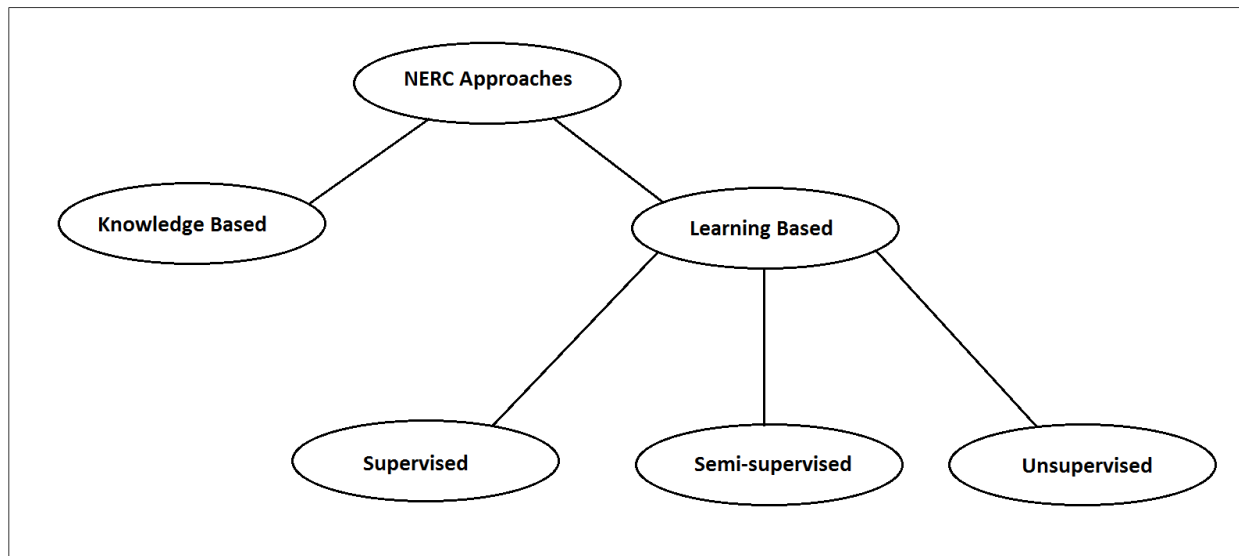 NERC Approaches
Knowledge Based
Learning Based
Supervised
Semi-supervised
Unsupervised